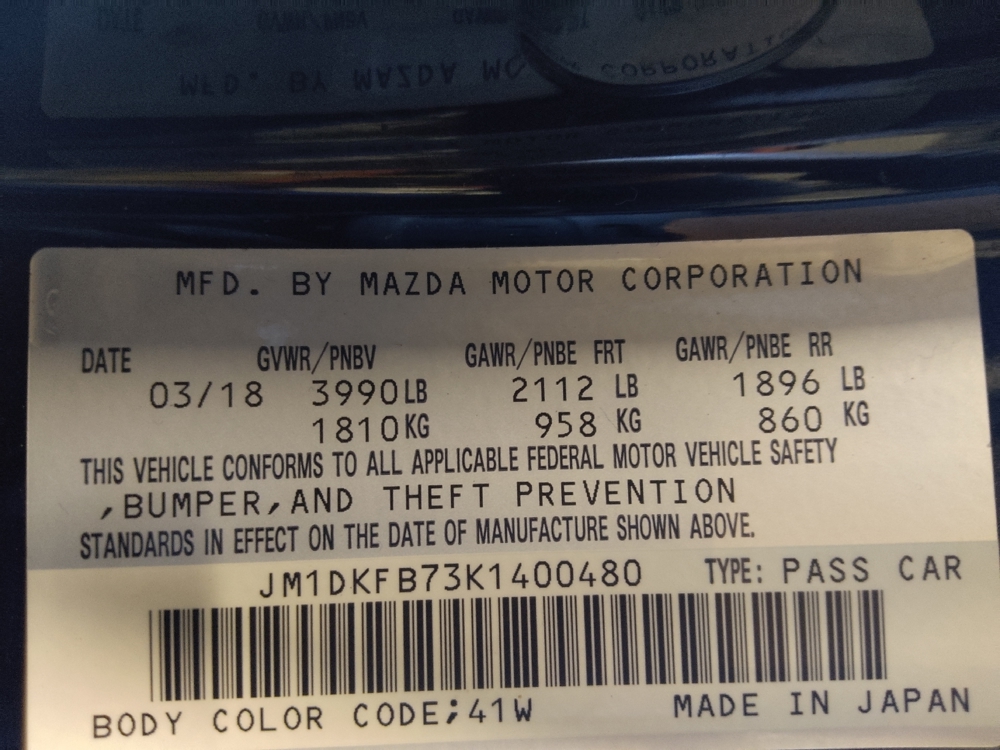 MFD. BY MAZDA MOTOR CORPORATION
DATE GVWR/PNBV GAWR/PNBE FRT GAWR/PNBE RR
03/18 3990LB 2112 LB 1896 LB
1810KG 958 KG 860 KG
THIS VEHICLE CONFORMS TO ALL APPLICABLE FEDERAL MOTOR VEHICLE SAFETY
,BUMPER,AND THEFT PREVENTION
STANDARDS IN EFFECT ON THE DATE OF MANUFACTURE SHOWN ABOVE.
JM1DKFB73K1400480 TYPE: PASS CAR
BODY COLOR CODE;41W MADE IN JAPAN